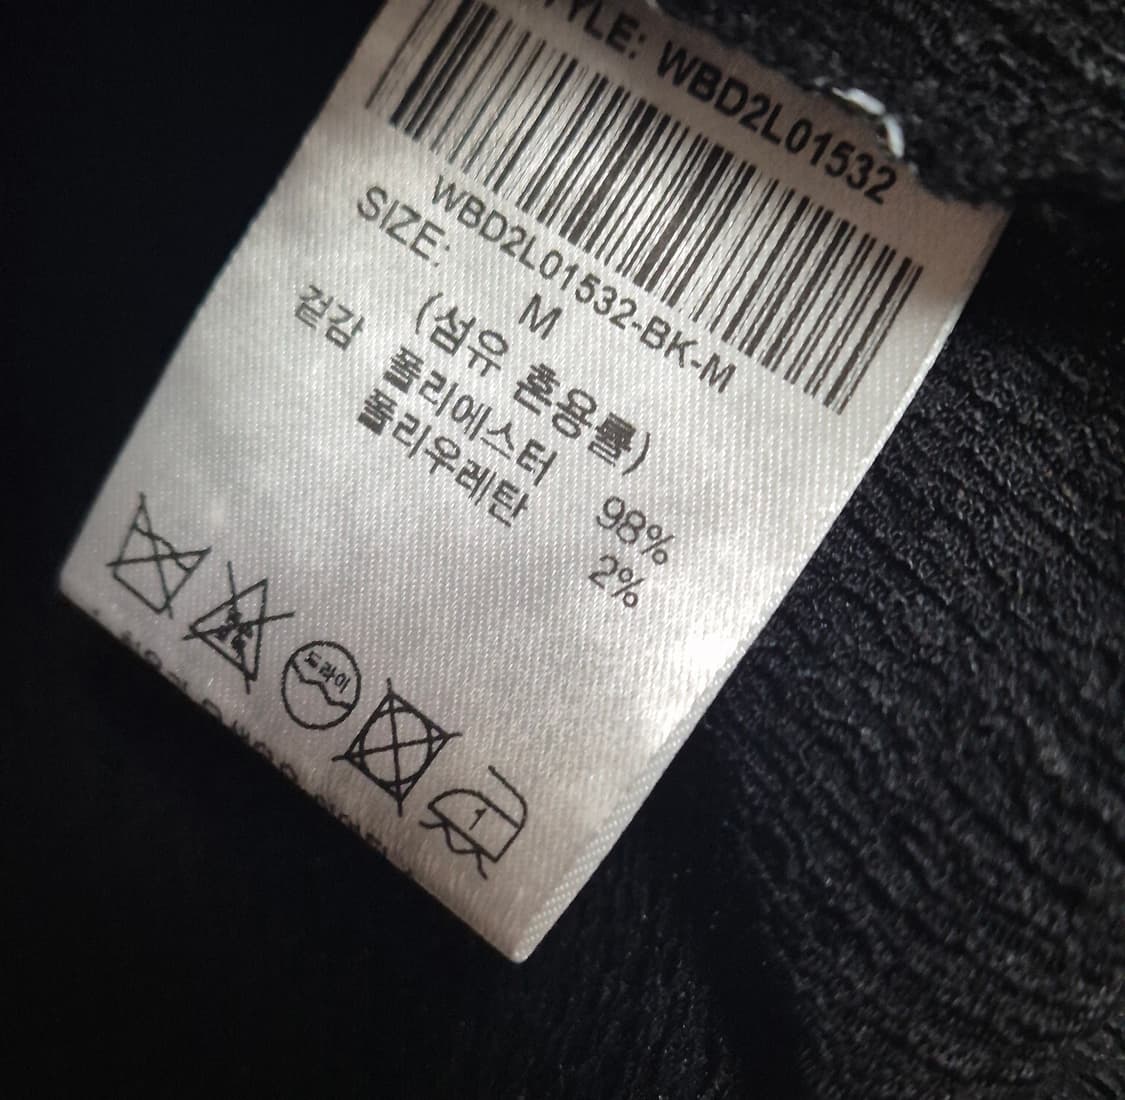 STYLE: WBD2L01532
WBD2L01532-BK-M
SIZE: M
(섬유 혼용률)
겉감 폴리에스터 98%
폴리우레탄 2%
드라이
1